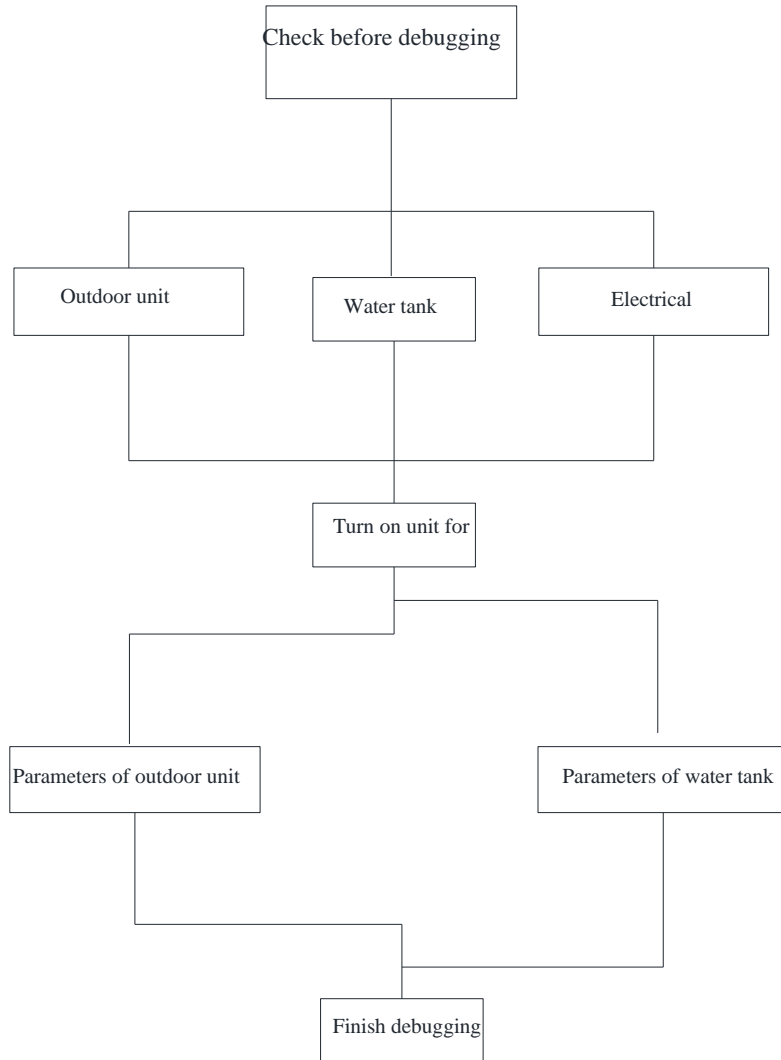 Check before debugging
Outdoor unit
Water tank
Electrical
Turn on unit for
Parameters of outdoor unit
Parameters of water tank
Finish debugging